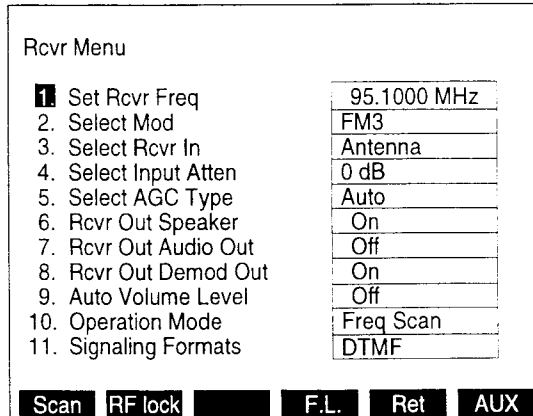 Rcvr Menu
1. Set Rcvr Freq 95.1000 MHz
2. Select Mod FM3
3. Select Rcvr In Antenna
4. Select Input Atten 0 dB
5. Select AGC Type Auto
6. Rcvr Out Speaker On
7. Rcvr Out Audio Out Off
8. Rcvr Out Demod Out On
9. Auto Volume Level Off
10. Operation Mode Freq Scan
11. Signaling Formats DTMF
Scan RF lock F.L. Ret AUX